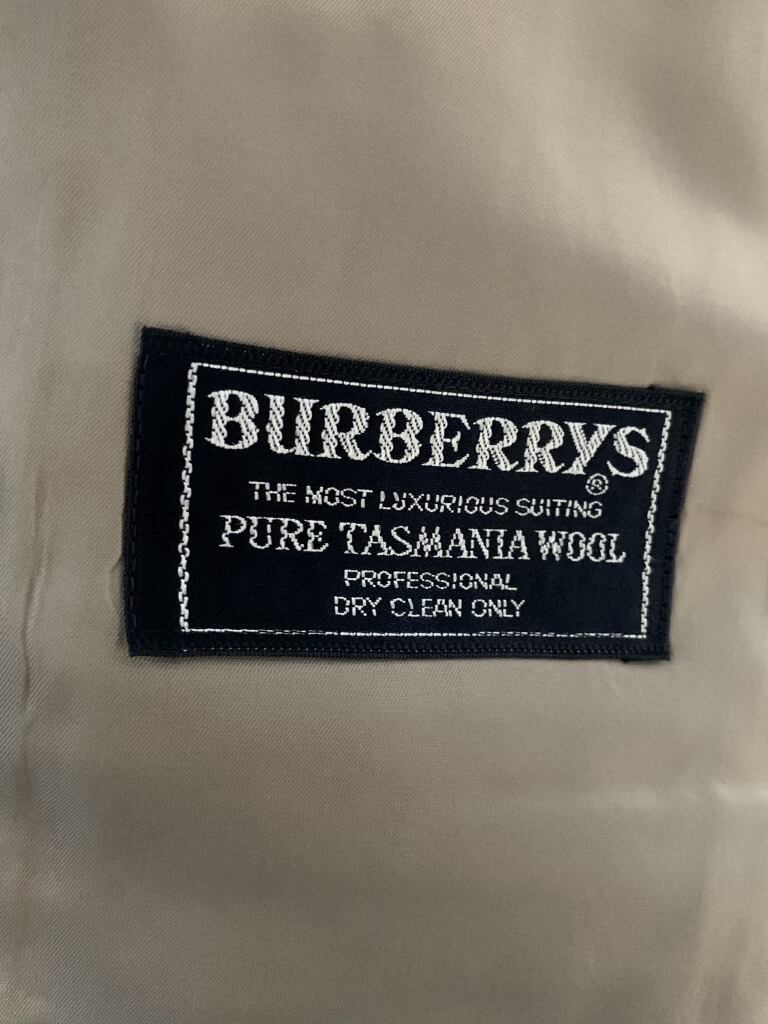 BURBERRYS
®
THE MOST LUXURIOUS SUITING
PURE TASMANIA WOOL
PROFESSIONAL
DRY CLEAN ONLY